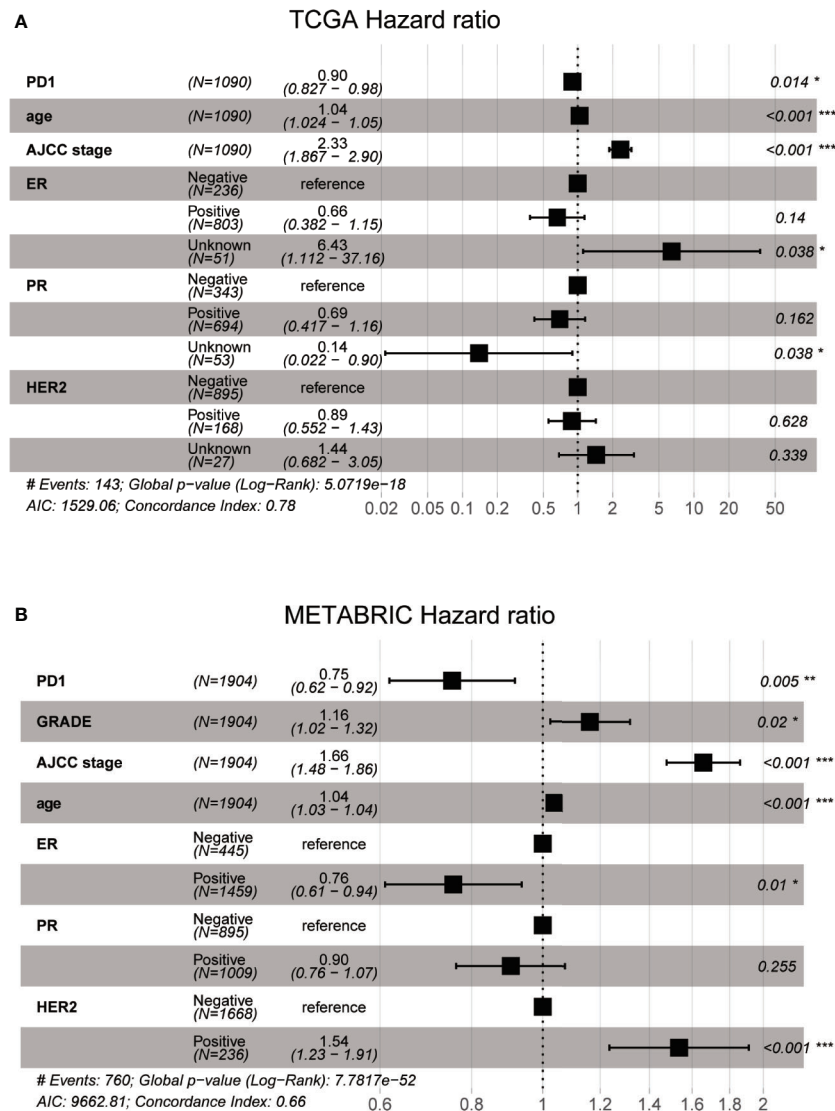 A
TCGA Hazard ratio
PD1 (N=1090) 0.90 (0.827 − 0.98) 0.014 *
age (N=1090) 1.04 (1.024 − 1.05) <0.001 ***
AJCC stage (N=1090) 2.33 (1.867 − 2.90) <0.001 ***
ER Negative (N=236) reference
Positive (N=803) 0.66 (0.382 − 1.15) 0.14
Unknown (N=51) 6.43 (1.112 − 37.16) 0.038 *
PR Negative (N=343) reference
Positive (N=694) 0.69 (0.417 − 1.16) 0.162
Unknown (N=53) 0.14 (0.022 − 0.90) 0.038 *
HER2 Negative (N=895) reference
Positive (N=168) 0.89 (0.552 − 1.43) 0.628
Unknown (N=27) 1.44 (0.682 − 3.05) 0.339
# Events: 143; Global p-value (Log-Rank): 5.0719e-18
AIC: 1529.06; Concordance Index: 0.78
0.02 0.05 0.1 0.2 0.5 1 2 5 10 20 50
B
METABRIC Hazard ratio
PD1 (N=1904) 0.75 (0.62 − 0.92) 0.005 **
GRADE (N=1904) 1.16 (1.02 − 1.32) 0.02 *
AJCC stage (N=1904) 1.66 (1.48 − 1.86) <0.001 ***
age (N=1904) 1.04 (1.03 − 1.04) <0.001 ***
ER Negative (N=445) reference
Positive (N=1459) 0.76 (0.61 − 0.94) 0.01 *
PR Negative (N=895) reference
Positive (N=1009) 0.90 (0.76 − 1.07) 0.255
HER2 Negative (N=1668) reference
Positive (N=236) 1.54 (1.23 − 1.91) <0.001 ***
# Events: 760; Global p-value (Log-Rank): 7.7817e-52
AIC: 9662.81; Concordance Index: 0.66
0.6 0.8 1 1.2 1.4 1.6 1.8 2